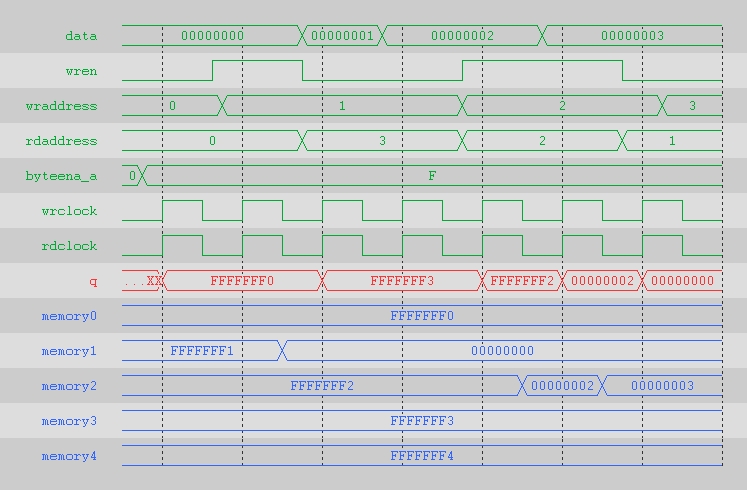 data 00000000 00000001 00000002 00000003
wren
wraddress 0 1 2 3
rdaddress 0 3 2 1
byteena_a 0 F
wrclock
rdclock
q ...XX FFFFFFF0 FFFFFFF3 FFFFFFF2 00000002 00000000
memory0 FFFFFFF0
memory1 FFFFFFF1 00000000
memory2 FFFFFFF2 00000002 00000003
memory3 FFFFFFF3
memory4 FFFFFFF4